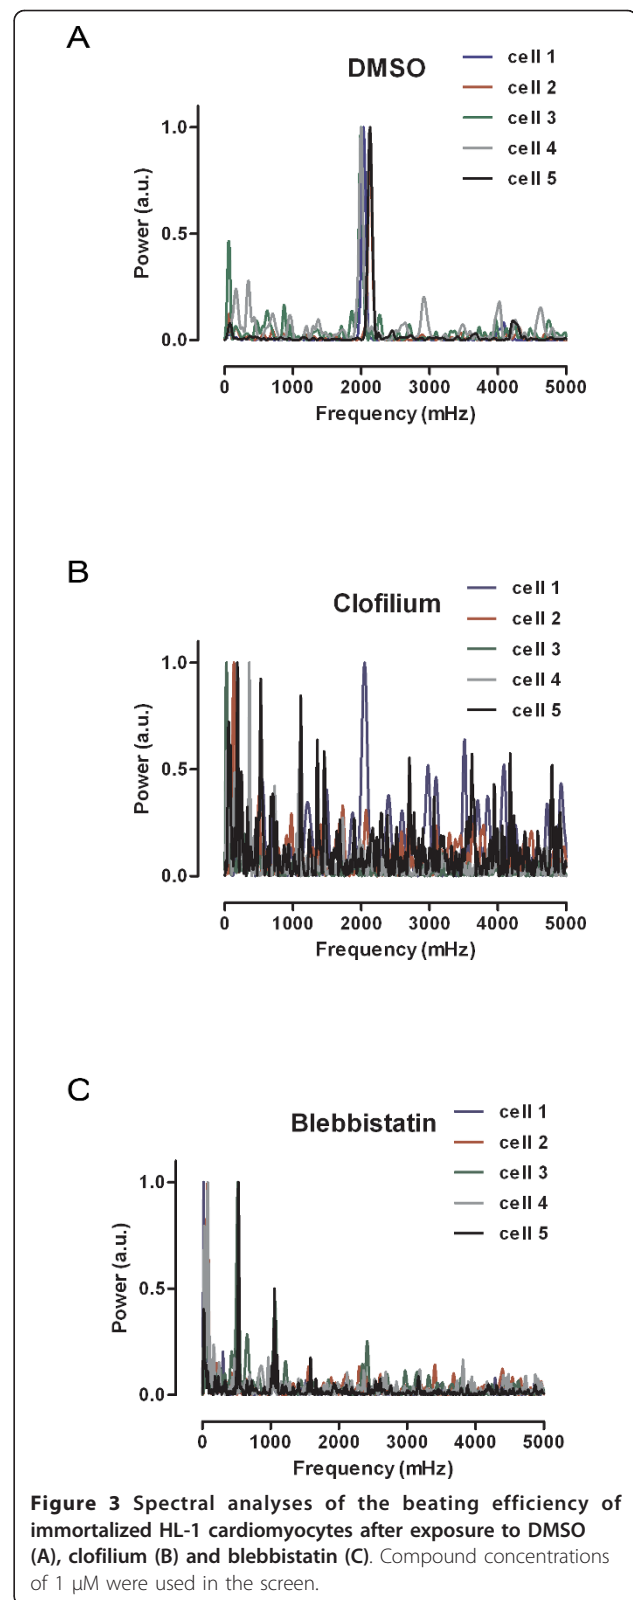 A
DMSO
cell 1
cell 2
cell 3
cell 4
cell 5
Power (a.u.)
1.0
0.5
0.0
0 1000 2000 3000 4000 5000
Frequency (mHz)
B
Clofilium
cell 1
cell 2
cell 3
cell 4
cell 5
Power (a.u.)
1.0
0.5
0.0
0 1000 2000 3000 4000 5000
Frequency (mHz)
C
Blebbistatin
cell 1
cell 2
cell 3
cell 4
cell 5
Power (a.u.)
1.0
0.5
0.0
0 1000 2000 3000 4000 5000
Frequency (mHz)
Figure 3 Spectral analyses of the beating efficiency of
immortalized HL-1 cardiomyocytes after exposure to DMSO
(A), clofilium (B) and blebbistatin (C). Compound concentrations
of 1 μM were used in the screen.